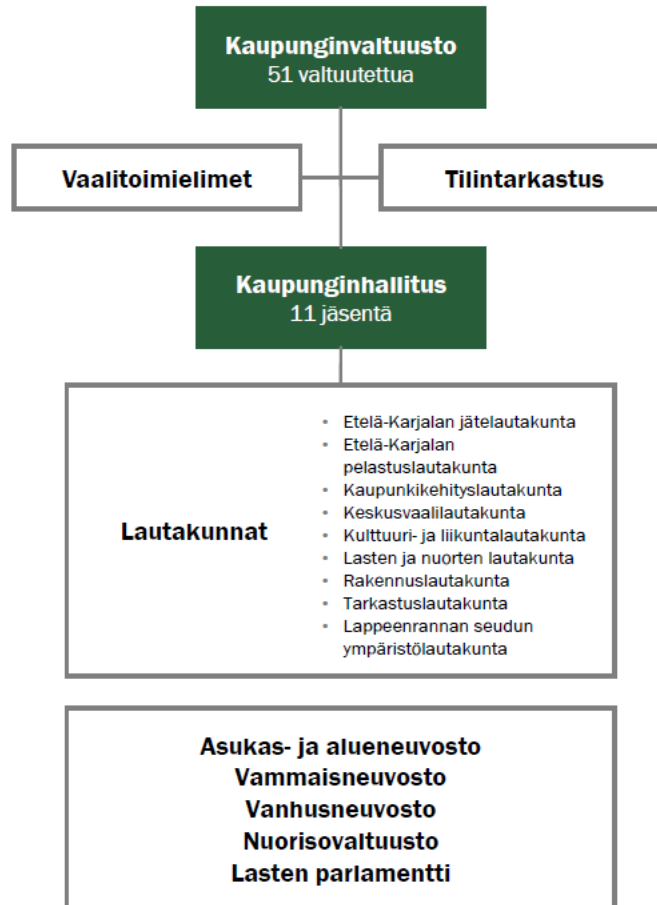 Kaupunginvaltuusto
51 valtuutettua
Vaalitoimielimet
Tilintarkastus
Kaupunginhallitus
11 jäsentä
Lautakunnat
• Etelä-Karjalan jätelautakunta
• Etelä-Karjalan
pelastuslautakunta
• Kaupunkikehityslautakunta
• Keskusvaalilautakunta
• Kulttuuri- ja liikuntalautakunta
• Lasten ja nuorten lautakunta
• Rakennuslautakunta
• Tarkastuslautakunta
• Lappeenrannan seudun
ympäristölautakunta
Asukas- ja alueneuvosto
Vammaisneuvosto
Vanhusneuvosto
Nuorisovaltuusto
Lasten parlamentti